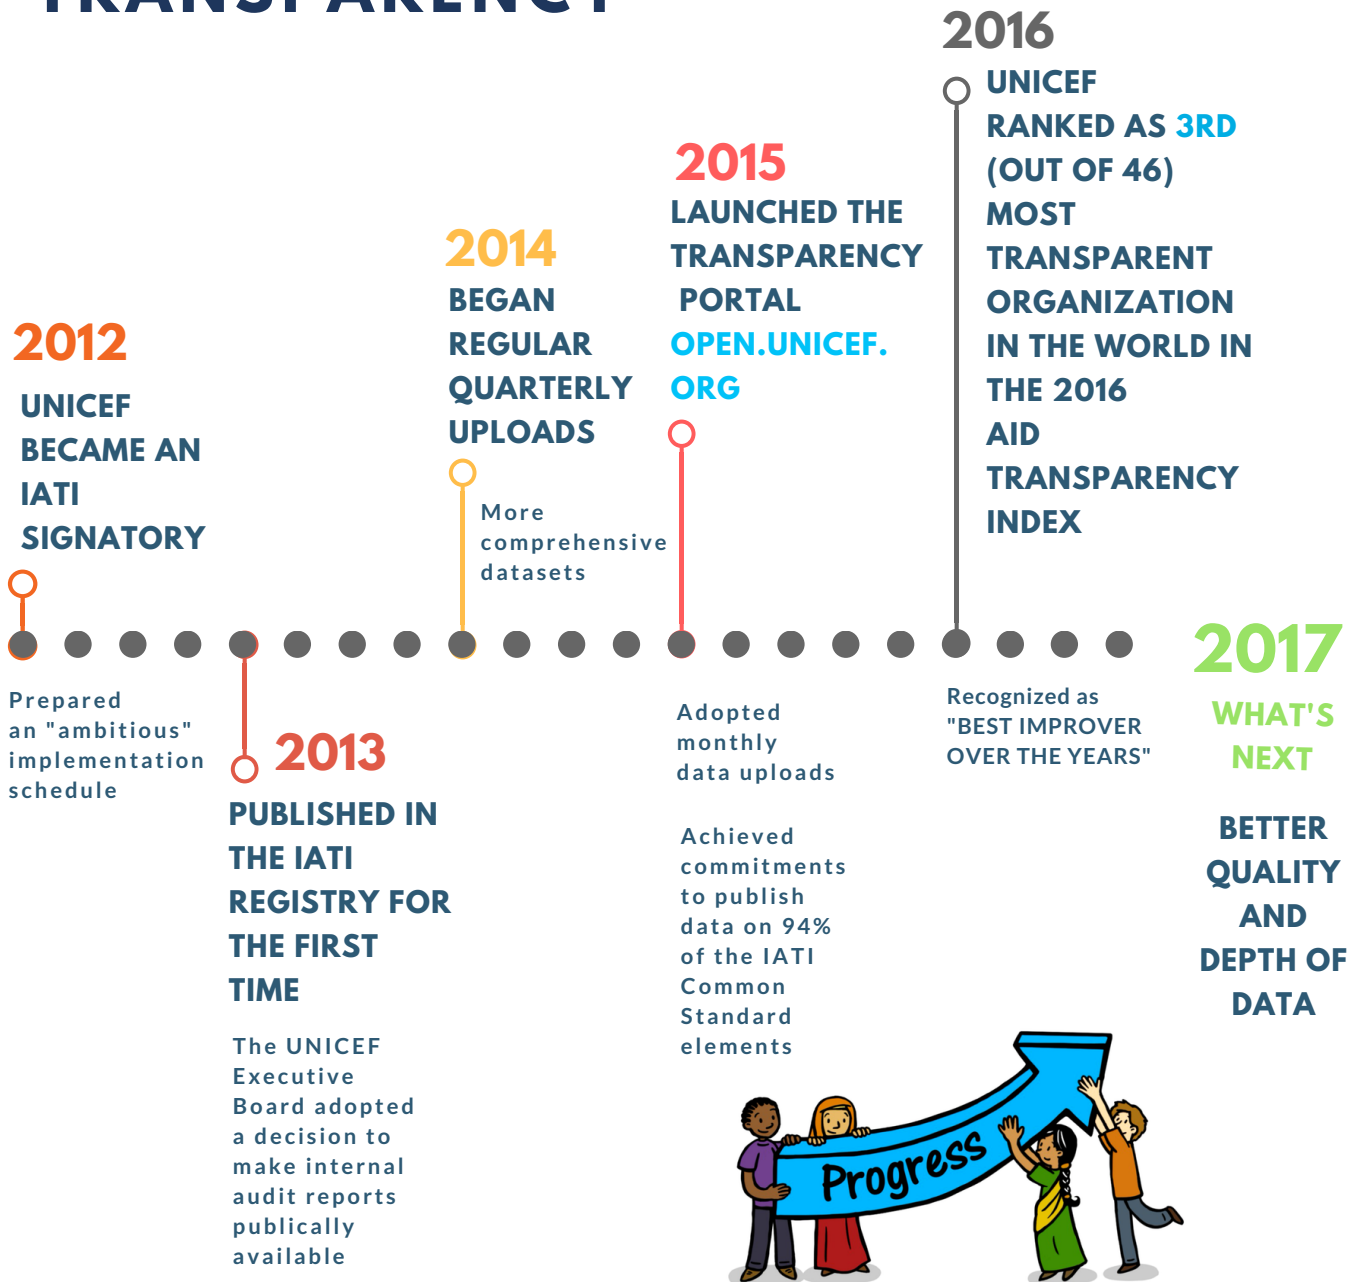 TRANSPARENCY
2012
UNICEF
BECAME AN
IATI
SIGNATORY
Prepared
an "ambitious"
implementation
schedule
2013
PUBLISHED IN
THE IATI
REGISTRY FOR
THE FIRST
TIME
The UNICEF
Executive
Board adopted
a decision to
make internal
audit reports
publically
available
2014
BEGAN
REGULAR
QUARTERLY
UPLOADS
More
comprehensive
datasets
2015
LAUNCHED THE
TRANSPARENCY
PORTAL
OPEN.UNICEF.
ORG
Adopted
monthly
data uploads
Achieved
commitments
to publish
data on 94%
of the IATI
Common
Standard
elements
2016
UNICEF
RANKED AS 3RD
(OUT OF 46)
MOST
TRANSPARENT
ORGANIZATION
IN THE WORLD IN
THE 2016
AID
TRANSPARENCY
INDEX
Recognized as
"BEST IMPROVER
OVER THE YEARS"
2017
WHAT'S
NEXT
BETTER
QUALITY
AND
DEPTH OF
DATA
Progress